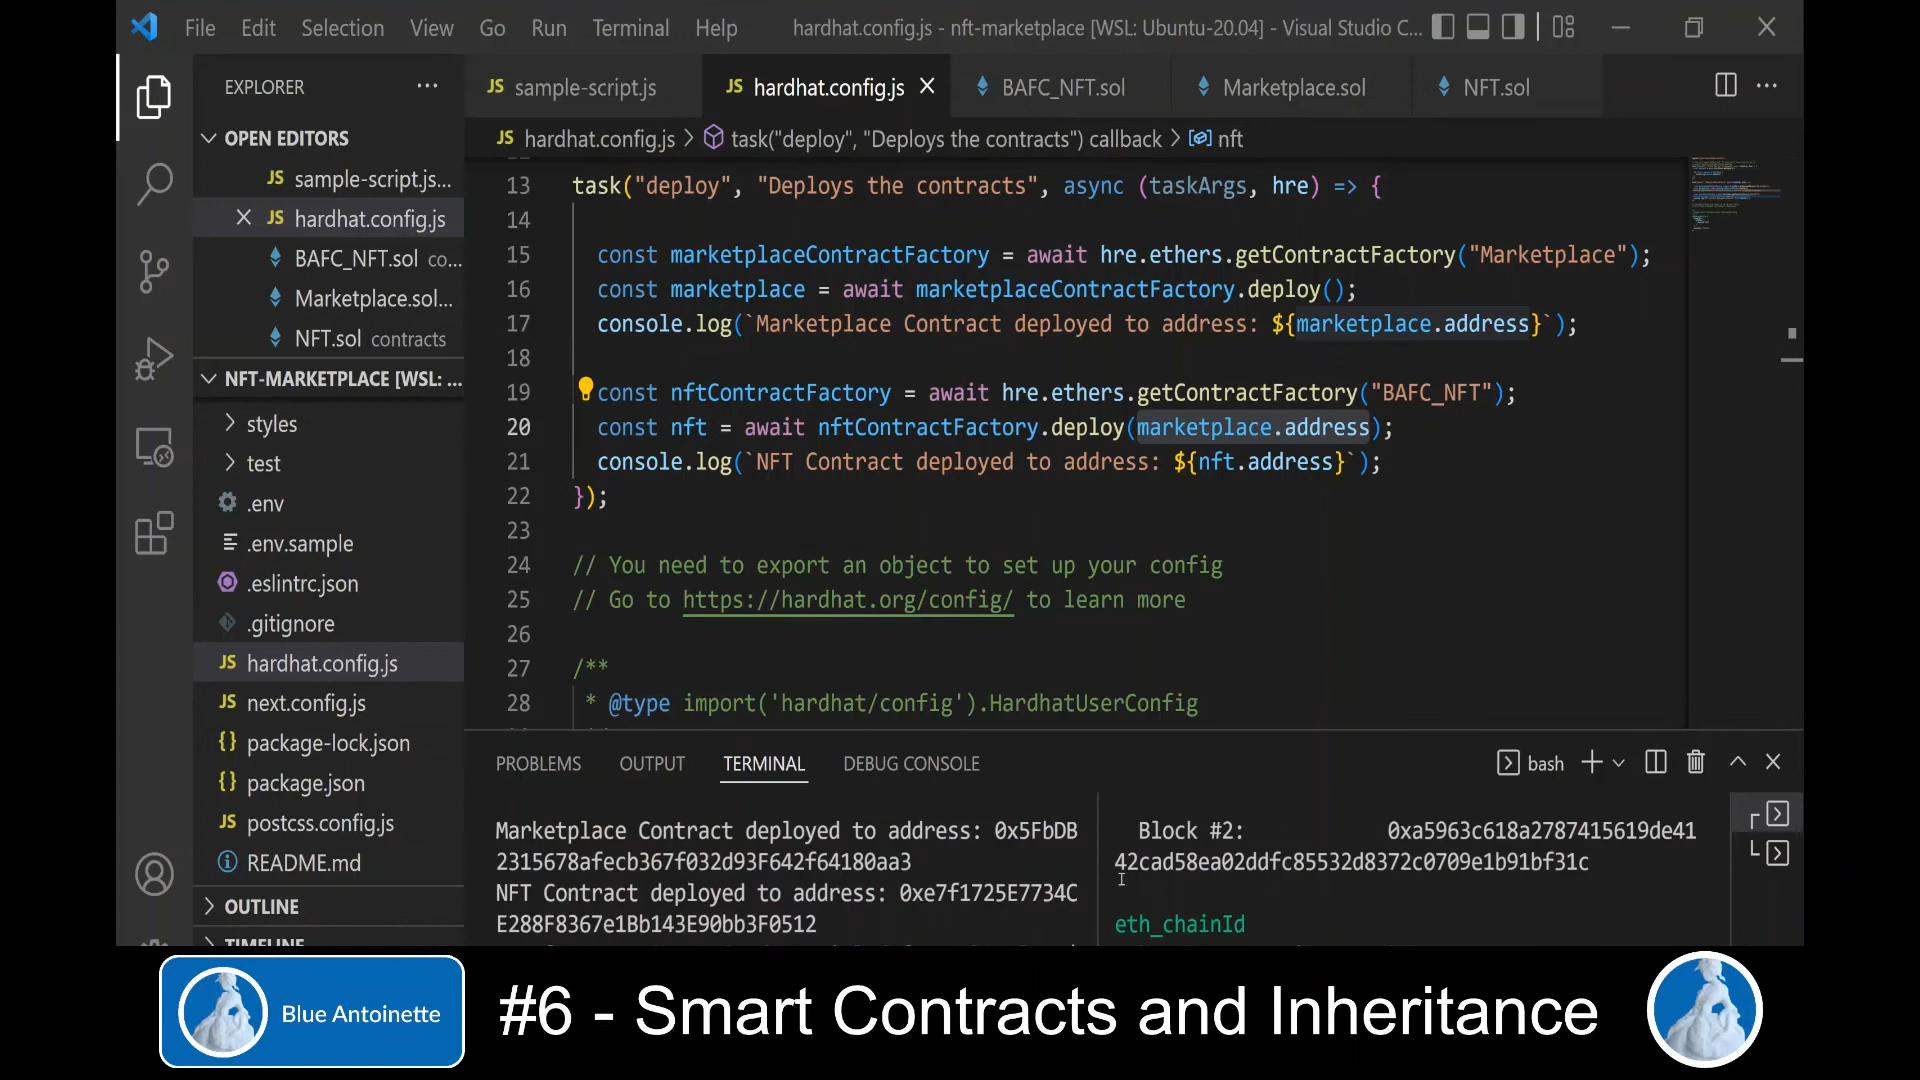 File Edit Selection View Go Run Terminal Help hardhat.config.js - nft-marketplace [WSL: Ubuntu-20.04] - Visual Studio C...
EXPLORER
sample-script.js hardhat.config.js BAFC_NFT.sol Marketplace.sol NFT.sol
OPEN EDITORS
JS sample-script.js...
JS hardhat.config.js
BAFC_NFT.sol co...
Marketplace.sol...
NFT.sol contracts
NFT-MARKETPLACE [WSL: ...
styles
test
.env
.env.sample
.eslintrc.json
.gitignore
JS hardhat.config.js
JS next.config.js
{} package-lock.json
{} package.json
JS postcss.config.js
README.md
OUTLINE
TIMELINE
JS hardhat.config.js > task("deploy", "Deploys the contracts") callback > nft
13 task("deploy", "Deploys the contracts", async (taskArgs, hre) => {
14
15 const marketplaceContractFactory = await hre.ethers.getContractFactory("Marketplace");
16 const marketplace = await marketplaceContractFactory.deploy();
17 console.log(`Marketplace Contract deployed to address: ${marketplace.address}`);
18
19 const nftContractFactory = await hre.ethers.getContractFactory("BAFC_NFT");
20 const nft = await nftContractFactory.deploy(marketplace.address);
21 console.log(`NFT Contract deployed to address: ${nft.address}`);
22 });
23
24 // You need to export an object to set up your config
25 // Go to https://hardhat.org/config/ to learn more
26
27 /**
28 * @type import('hardhat/config').HardhatUserConfig
PROBLEMS OUTPUT TERMINAL DEBUG CONSOLE bash
Marketplace Contract deployed to address: 0x5FbDB
2315678afecb367f032d93F642f64180aa3
NFT Contract deployed to address: 0xe7f1725E7734C
E288F8367e1Bb143E90bb3F0512
Block #2: 0xa5963c618a2787415619de41
42cad58ea02ddfc85532d8372c0709e1b91bf31c
eth_chainId
Blue Antoinette
#6 - Smart Contracts and Inheritance